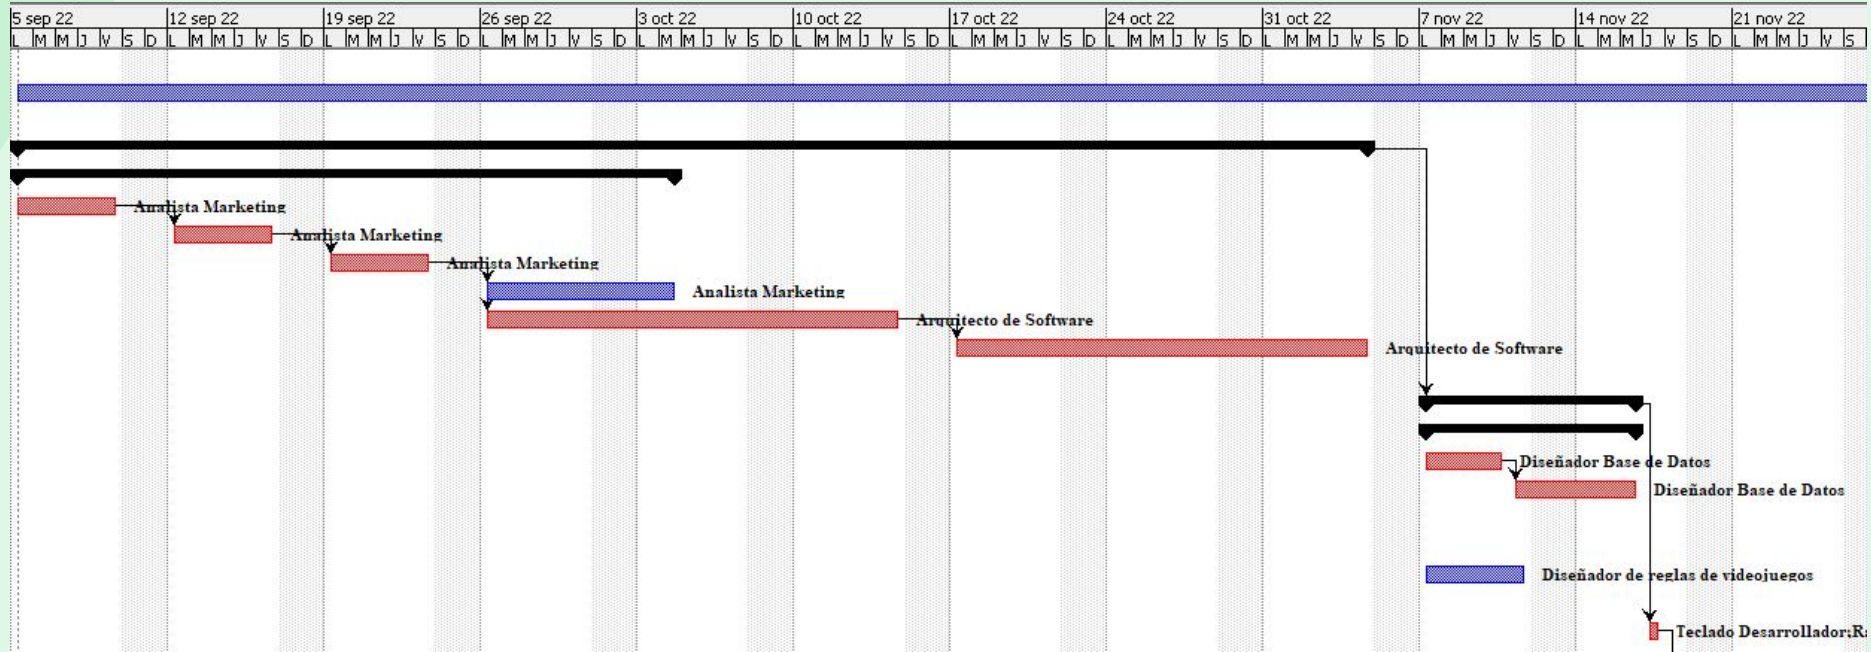 5 sep 22 12 sep 22 19 sep 22 26 sep 22 3 oct 22 10 oct 22 17 oct 22 24 oct 22 31 oct 22 7 nov 22 14 nov 22 21 nov 22
L M M J V S D L M M J V S D L M M J V S D L M M J V S D L M M J V S D L M M J V S D L M M J V S D L M M J V S D L M M J V S D L M M J V S D L M M J V S D L M M J V S
Analista Marketing
Analista Marketing
Analista Marketing
Analista Marketing
Arquitecto de Software
Arquitecto de Software
Diseñador Base de Datos
Diseñador Base de Datos
Diseñador de reglas de videojuegos
Teclado Desarrollador;R